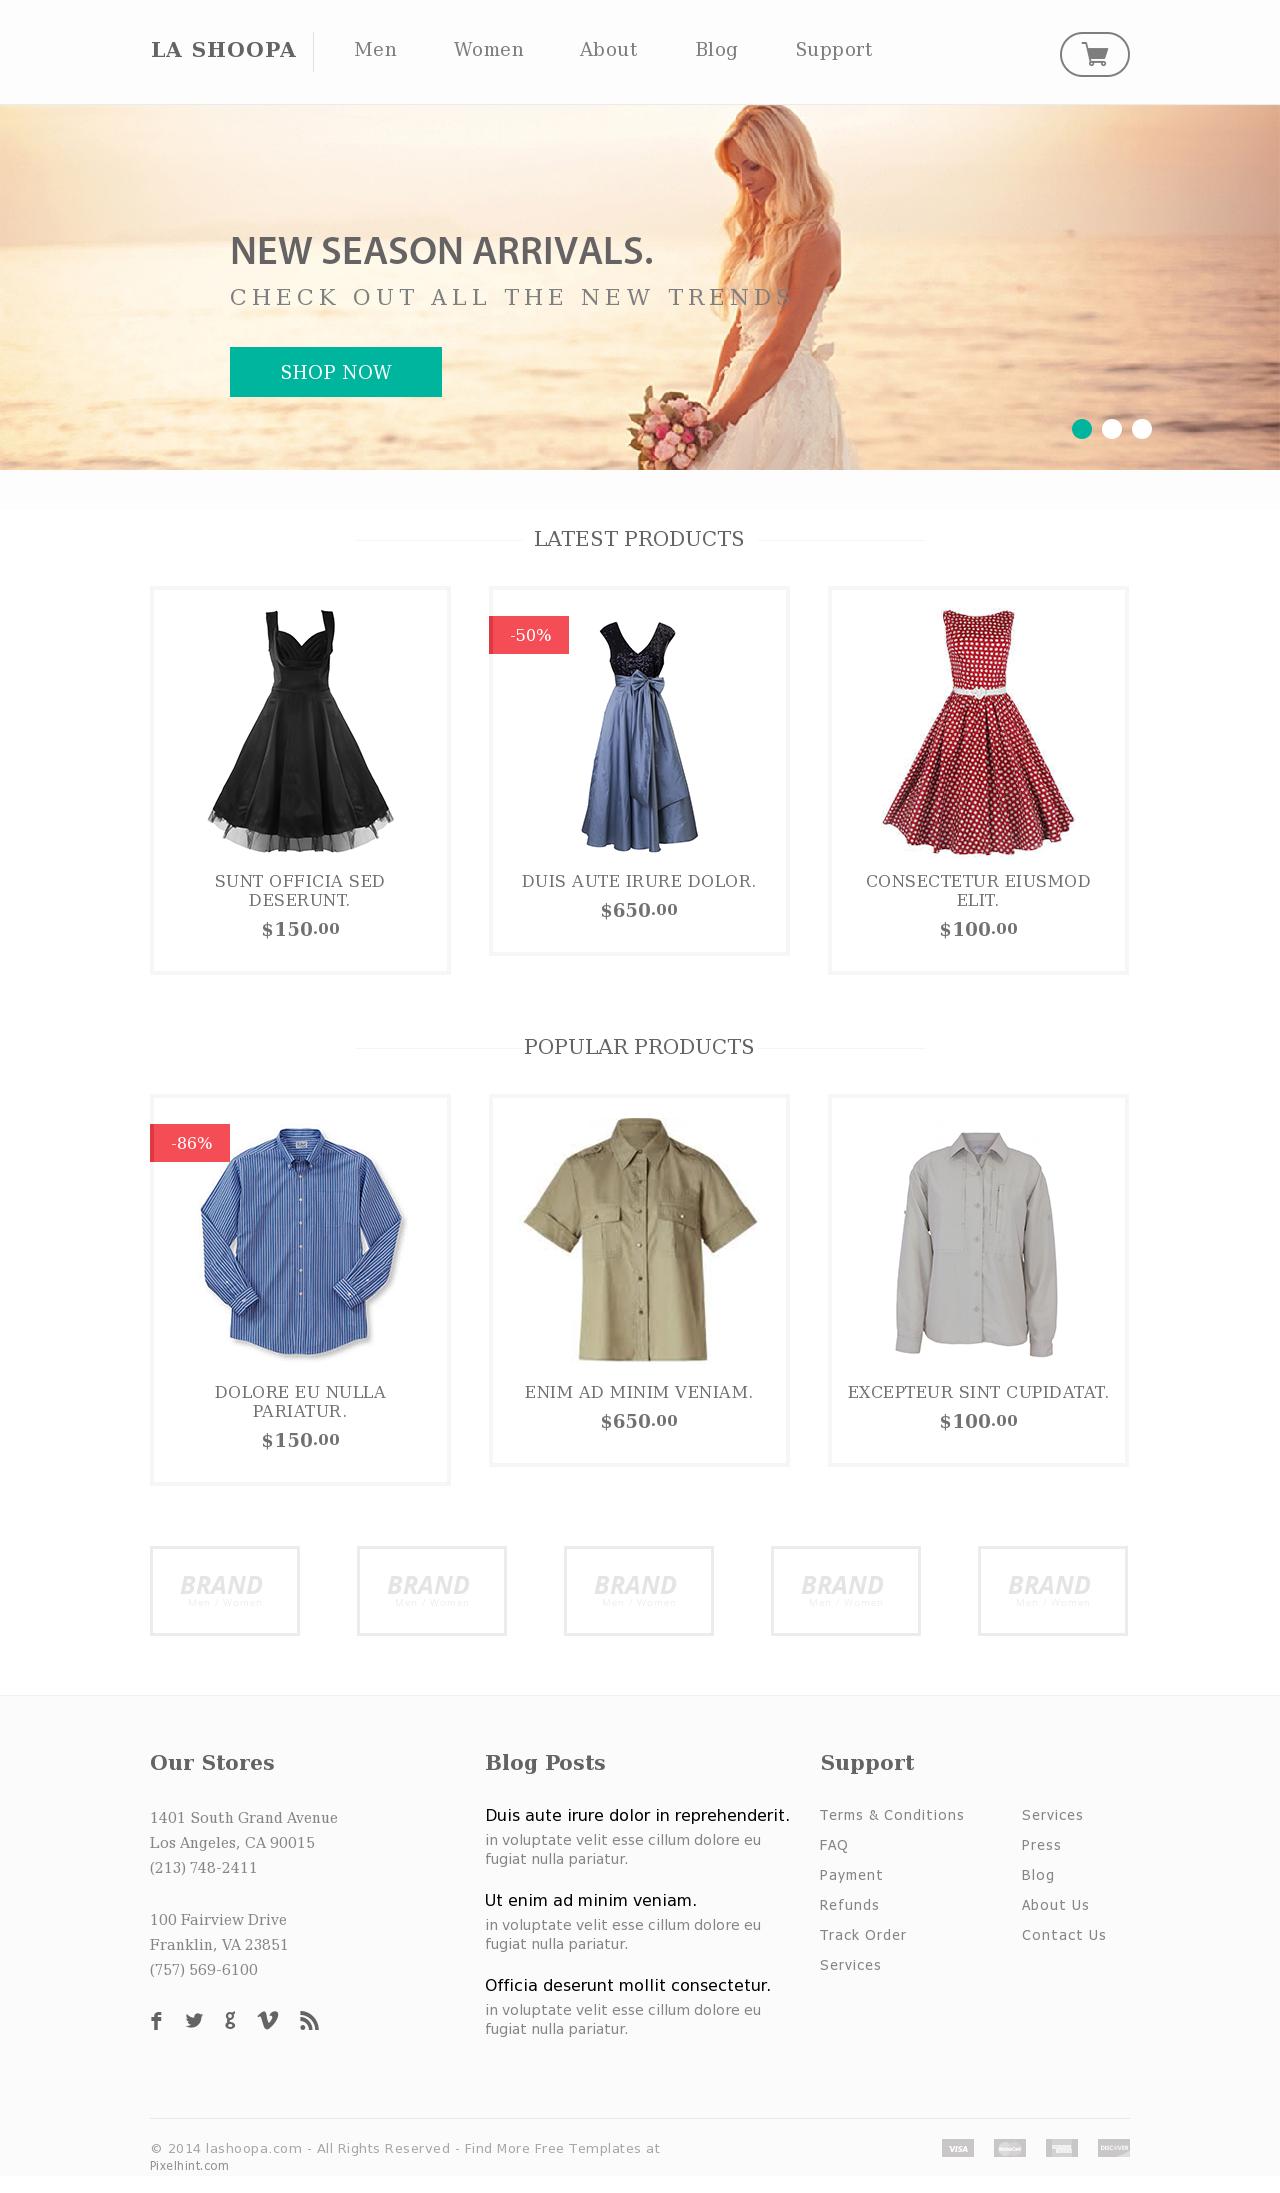 LA SHOOPA
Men
Women
About
Blog
Support
NEW SEASON ARRIVALS.
CHECK OUT ALL THE NEW TRENDS
SHOP NOW
LATEST PRODUCTS
-50%
SUNT OFFICIA SED
DESERUNT.
$150.00
DUIS AUTE IRURE DOLOR.
$650.00
CONSECTETUR EIUSMOD
ELIT.
$100.00
POPULAR PRODUCTS
-86%
DOLORE EU NULLA
PARIATUR.
$150.00
ENIM AD MINIM VENIAM.
$650.00
EXCEPTEUR SINT CUPIDATAT.
$100.00
BRAND
Men / Women
BRAND
Men / Women
BRAND
Men / Women
BRAND
Men / Women
BRAND
Men / Women
Our Stores
1401 South Grand Avenue
Los Angeles, CA 90015
(213) 748-2411
100 Fairview Drive
Franklin, VA 23851
(757) 569-6100
Blog Posts
Duis aute irure dolor in reprehenderit.
in voluptate velit esse cillum dolore eu
fugiat nulla pariatur.
Ut enim ad minim veniam.
in voluptate velit esse cillum dolore eu
fugiat nulla pariatur.
Officia deserunt mollit consectetur.
in voluptate velit esse cillum dolore eu
fugiat nulla pariatur.
Support
Terms & Conditions
FAQ
Payment
Refunds
Track Order
Services
Services
Press
Blog
About Us
Contact Us
© 2014 lashoopa.com - All Rights Reserved - Find More Free Templates at
Pixelhint.com
VISA
DISCOVER